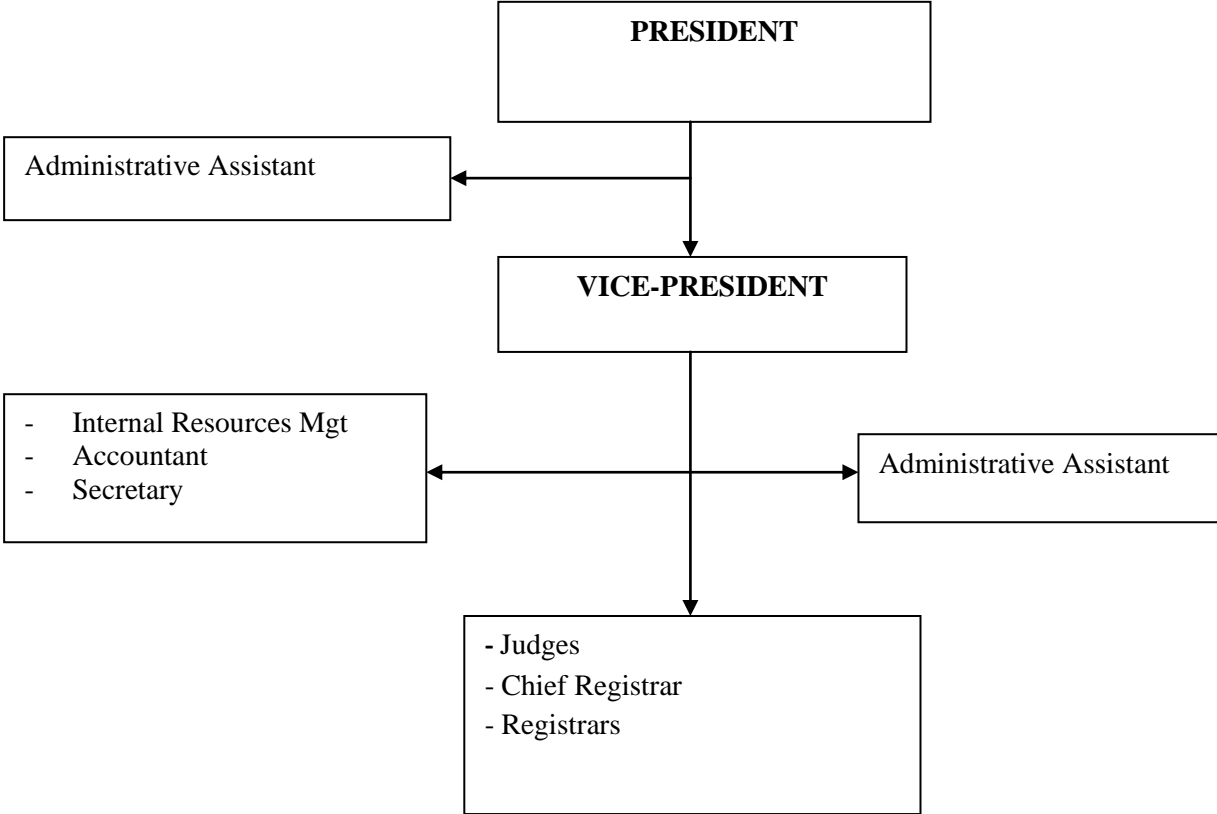 PRESIDENT
Administrative Assistant
VICE-PRESIDENT
- Internal Resources Mgt
- Accountant
- Secretary
Administrative Assistant
- Judges
- Chief Registrar
- Registrars